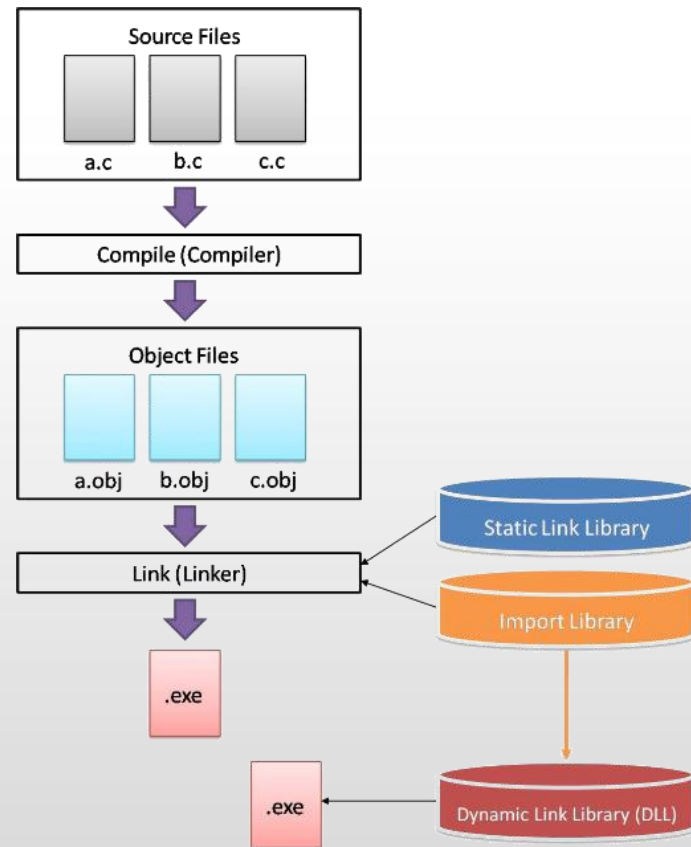 Source Files
a.c b.c c.c
Compile (Compiler)
Object Files
a.obj b.obj c.obj
Static Link Library
Link (Linker)
Import Library
.exe
.exe
Dynamic Link Library (DLL)